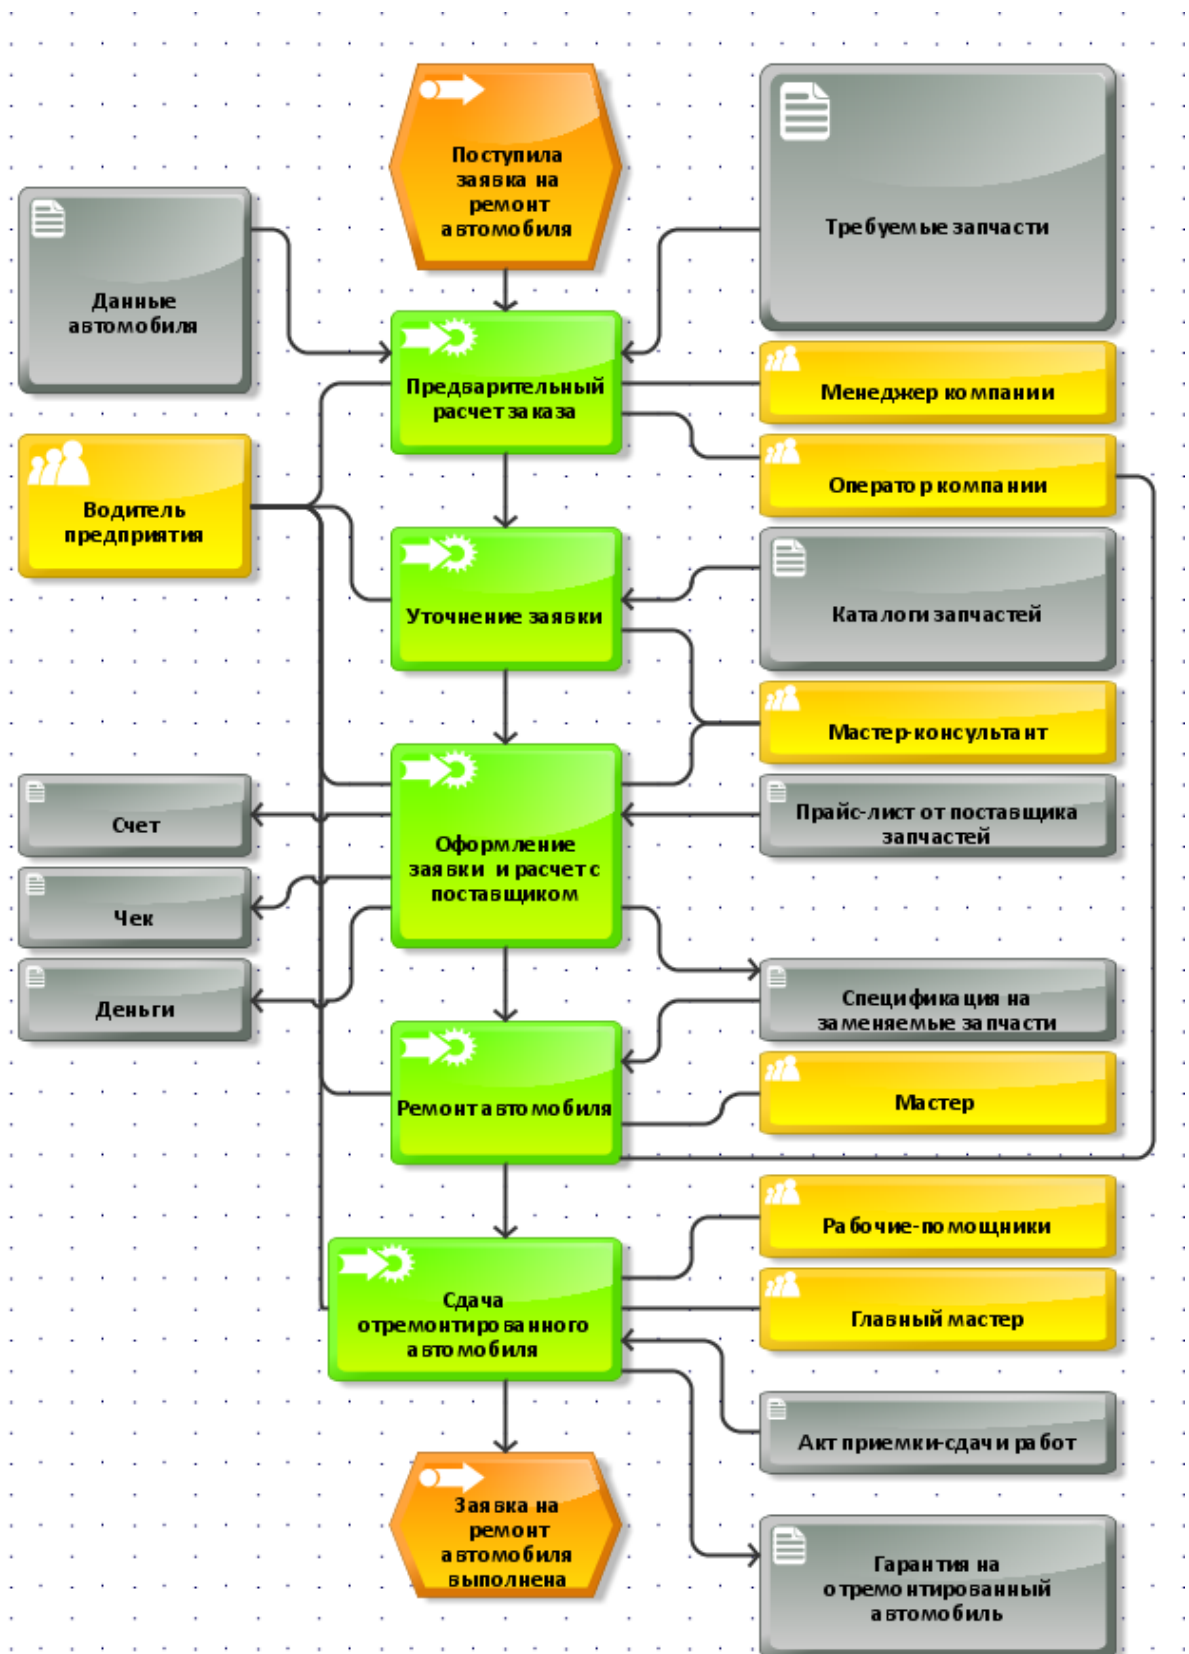 Поступила
заявка на
ремонт
автомобиля
Требуемые запчасти
Данные
автомобиля
Предварительный
расчет заказа
Менеджер компании
Оператор компании
Водитель
предприятия
Уточнение заявки
Каталоги запчастей
Мастер-консультант
Счет
Прайс-лист от поставщика
запчастей
Оформление
заявки и расчет с
поставщиком
Чек
Деньги
Спецификация на
заменяемые запчасти
Ремонт автомобиля
Мастер
Рабочие-помощники
Сдача
отремонтированного
автомобиля
Главный мастер
Акт приемки-сдачи работ
Заявка на
ремонт
автомобиля
выполнена
Гарантия на
отремонтированный
автомобиль